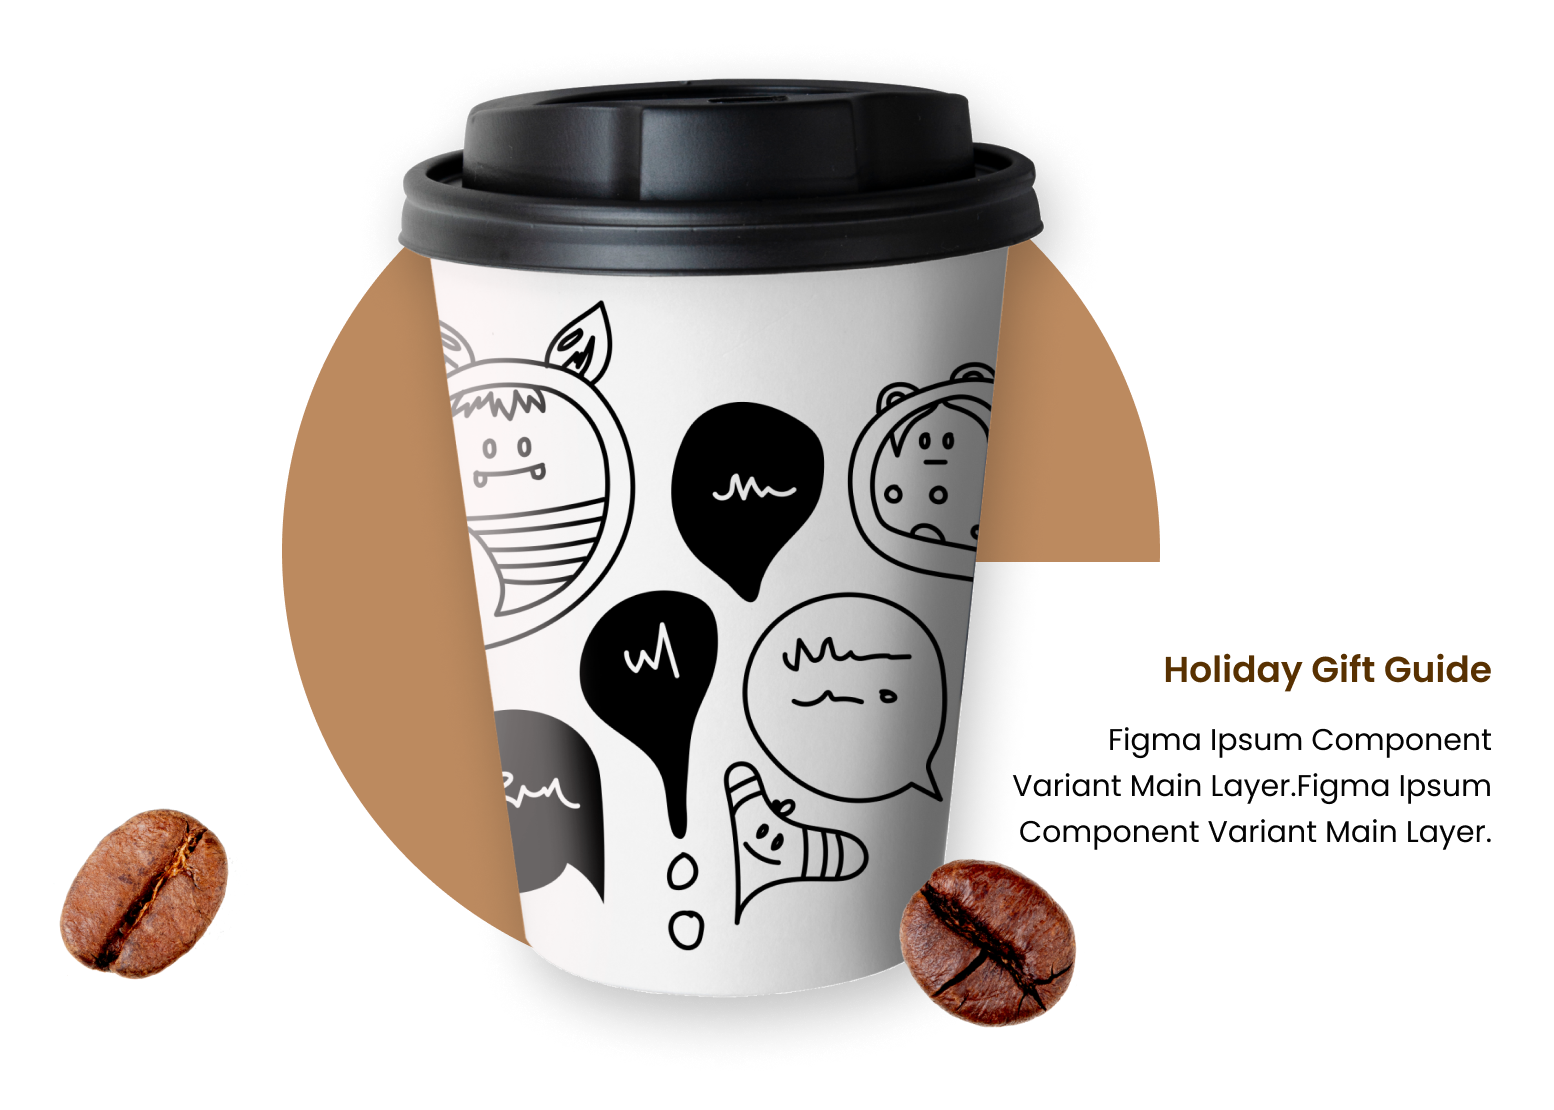 Holiday Gift Guide
Figma Ipsum Component
Variant Main Layer.Figma Ipsum
Component Variant Main Layer.